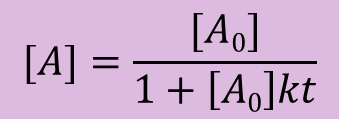 [A] = [A₀] / 1 + [A₀]kt